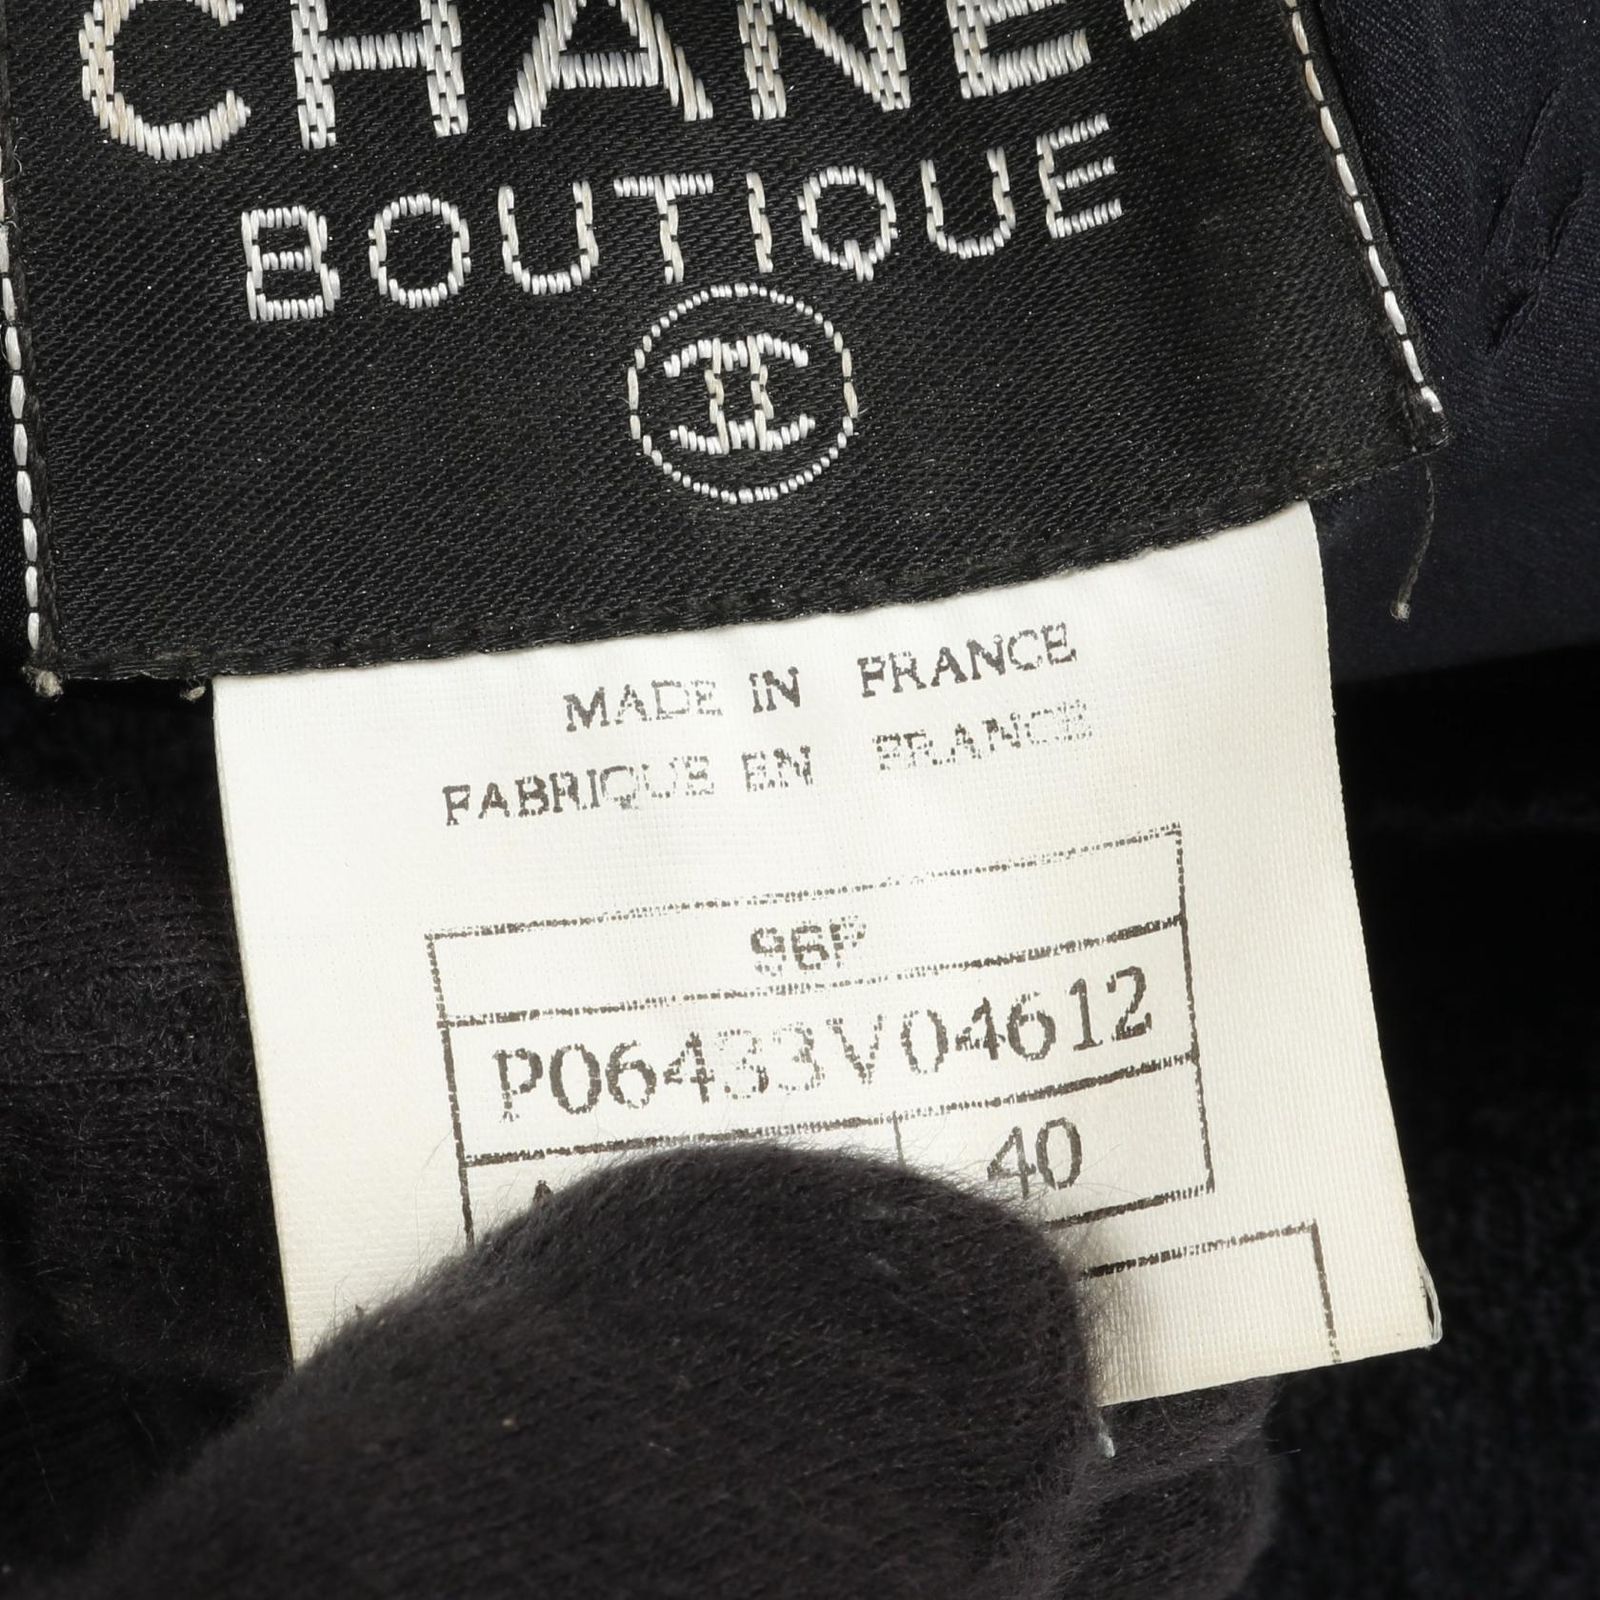 CHANEL
BOUTIQUE
MADE IN FRANCE
FABRIQUE EN FRANCE
96P
P06433V04612
40